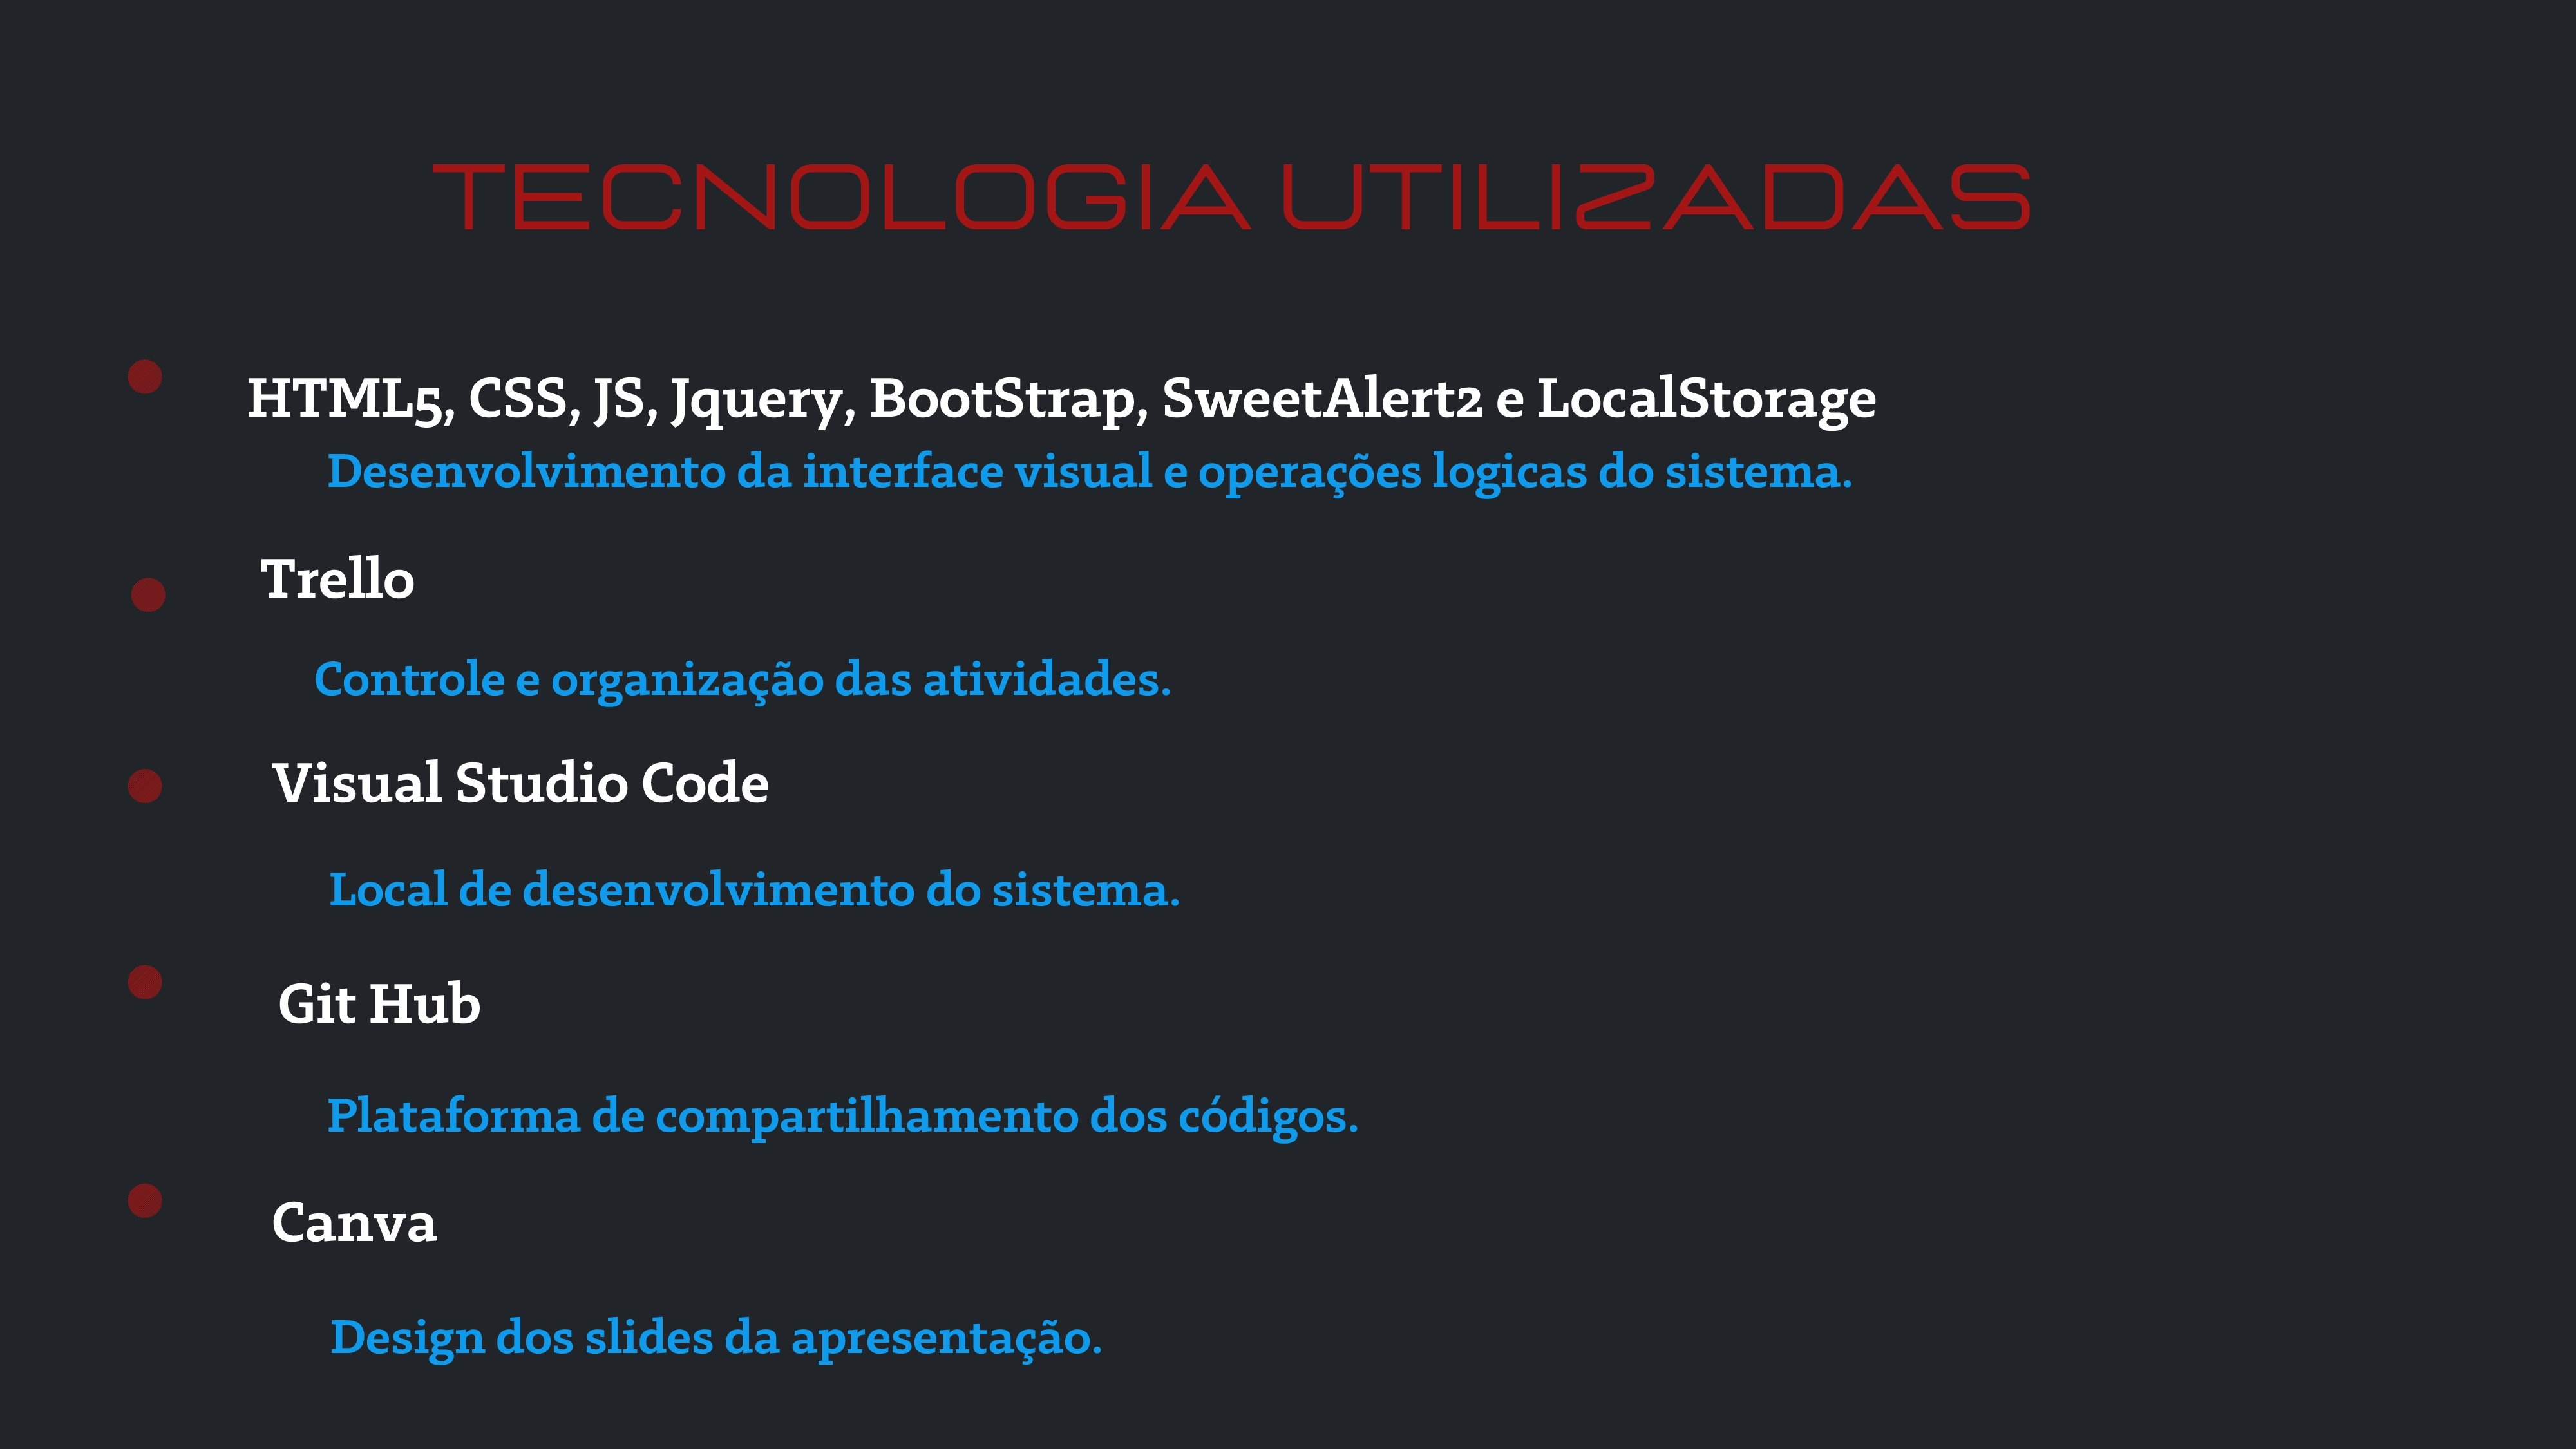 TECNOLOGIA UTILIZADAS
HTML5, CSS, JS, Jquery, BootStrap, SweetAlert2 e LocalStorage
Desenvolvimento da interface visual e operações logicas do sistema.
Trello
Controle e organização das atividades.
Visual Studio Code
Local de desenvolvimento do sistema.
Git Hub
Plataforma de compartilhamento dos códigos.
Canva
Design dos slides da apresentação.